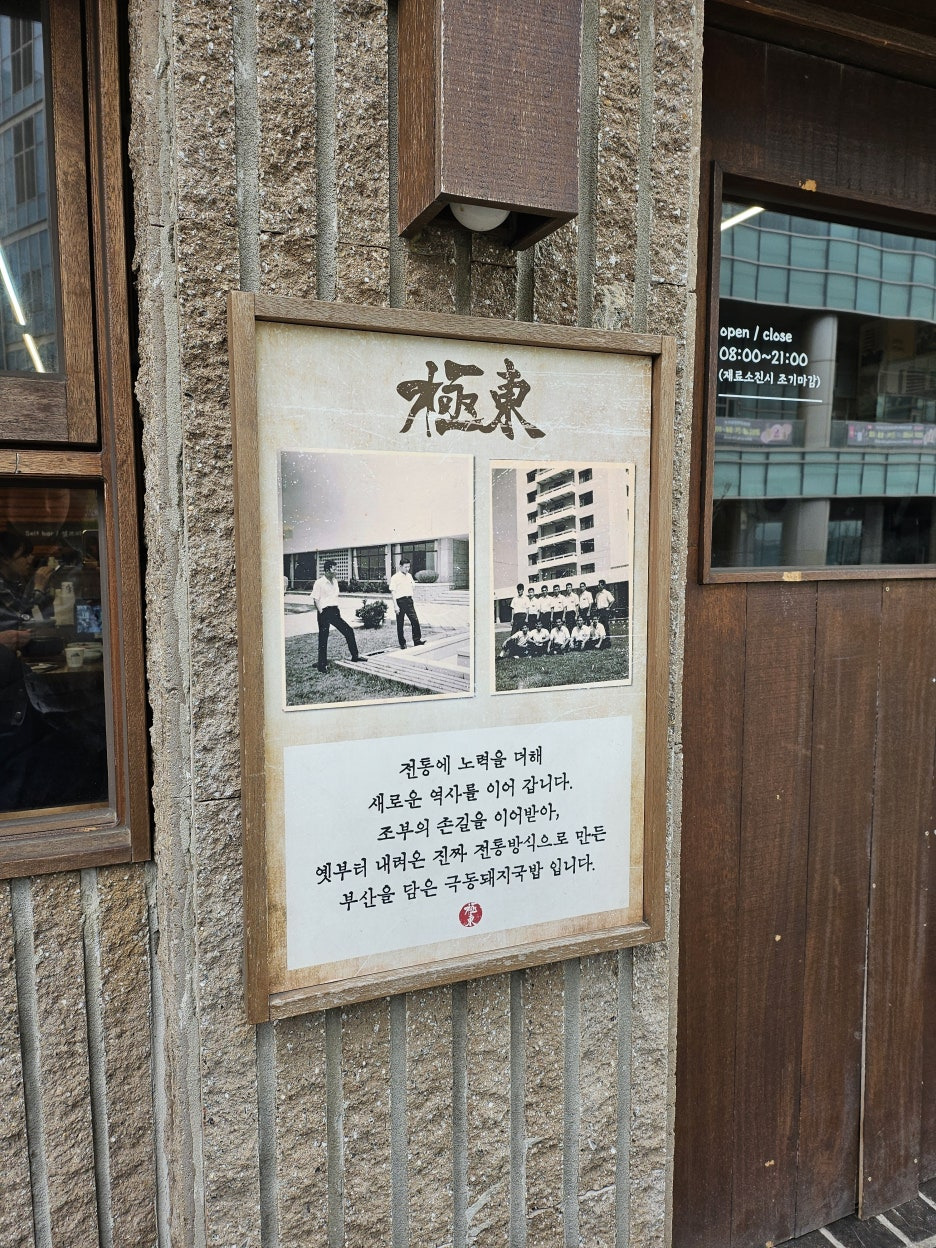 極東
전통에 노력을 더해
새로운 역사를 이어 갑니다.
조부의 손길을 이어받아,
옛부터 내려온 진짜 전통방식으로 만든
부산을 담은 극동돼지국밥 입니다.
極東
open / close
08:00~21:00
(재료소진시 조기마감)
Self bar /